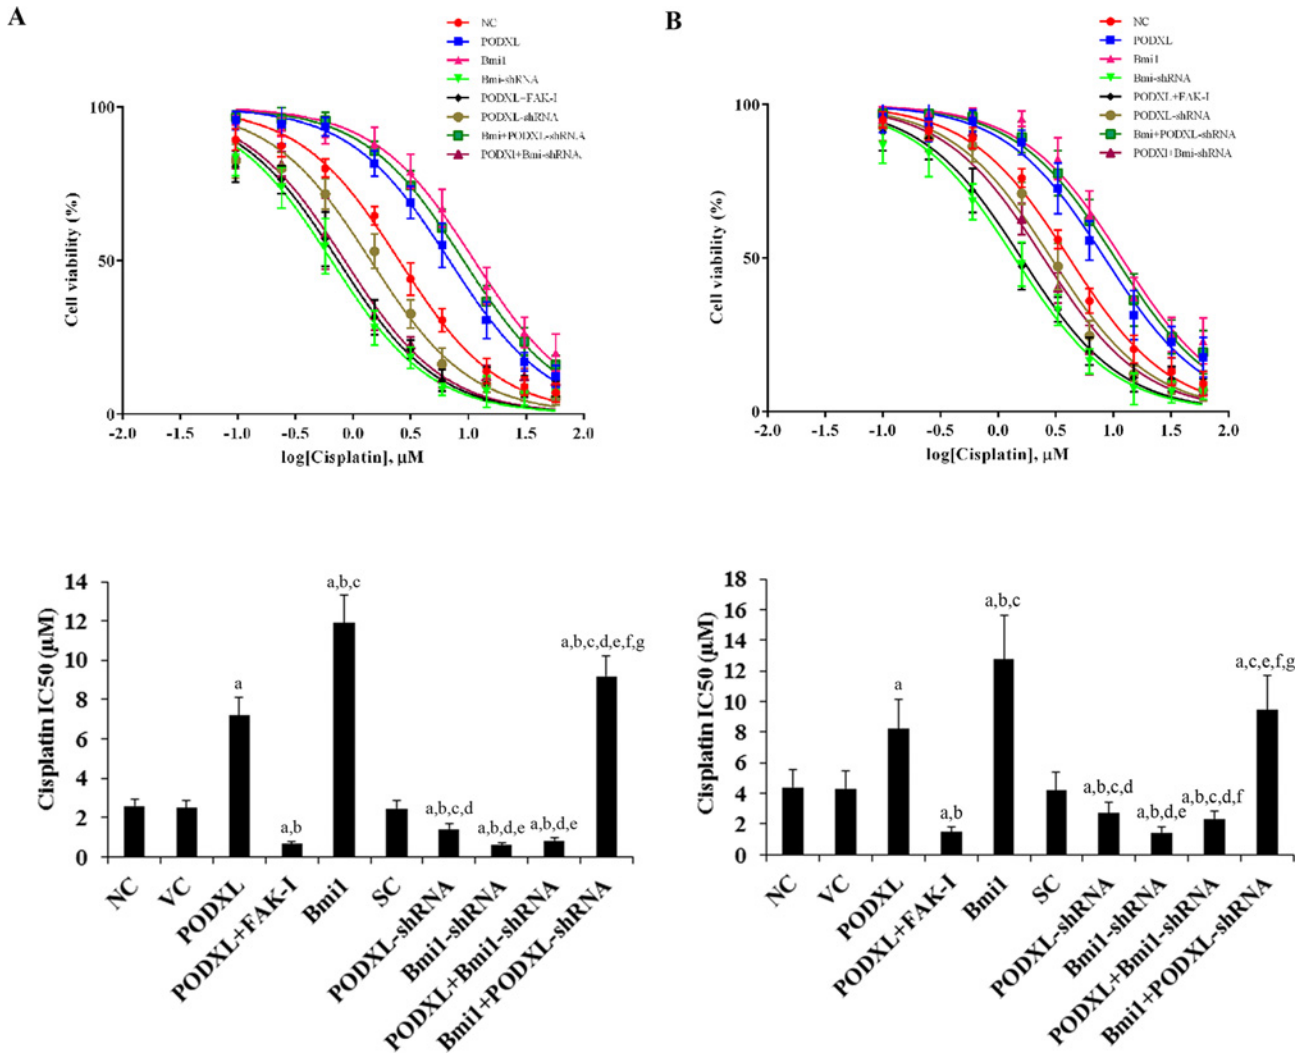 A
NC
PODXL
Bmi1
Bmi-shRNA
PODXL+FAK-I
PODXL-shRNA
Bmi+PODXL-shRNA
PODXl+Bmi-shRNA.
Cell viability (%)
100
50
0
-2.0 -1.5 -1.0 -0.5 0.0 0.5 1.0 1.5 2.0
log[Cisplatin], μM
B
NC
PODXL
Bmi1
Bmi-shRNA
PODXL+FAK-I
PODXL-shRNA
Bmi+PODXL-shRNA
PODXl+Bmi-shRNA
Cell viability (%)
100
50
0
-2.0 -1.5 -1.0 -0.5 0.0 0.5 1.0 1.5 2.0
log[Cisplatin], μM
Cisplatin IC50 (μM)
14
12
10
8
6
4
2
0
a
a,b
a,b,c
a,b,c,d
a,b,d,e
a,b,d,e
a,b,c,d,e,f,g
NC
VC
PODXL
PODXL+FAK-I
Bmi1
SC
PODXL-shRNA
Bmi1-shRNA
PODXL+Bmi1-shRNA
Bmi1+PODXL-shRNA
Cisplatin IC50 (μM)
18
16
14
12
10
8
6
4
2
0
a
a,b
a,b,c
a,b,c,d
a,b,d,e
a,b,c,d,f
a,c,e,f,g
NC
VC
PODXL
PODXL+FAK-I
Bmi1
SC
PODXL-shRNA
Bmi1-shRNA
PODXL+Bmi1-shRNA
Bmi1+PODXL-shRNA